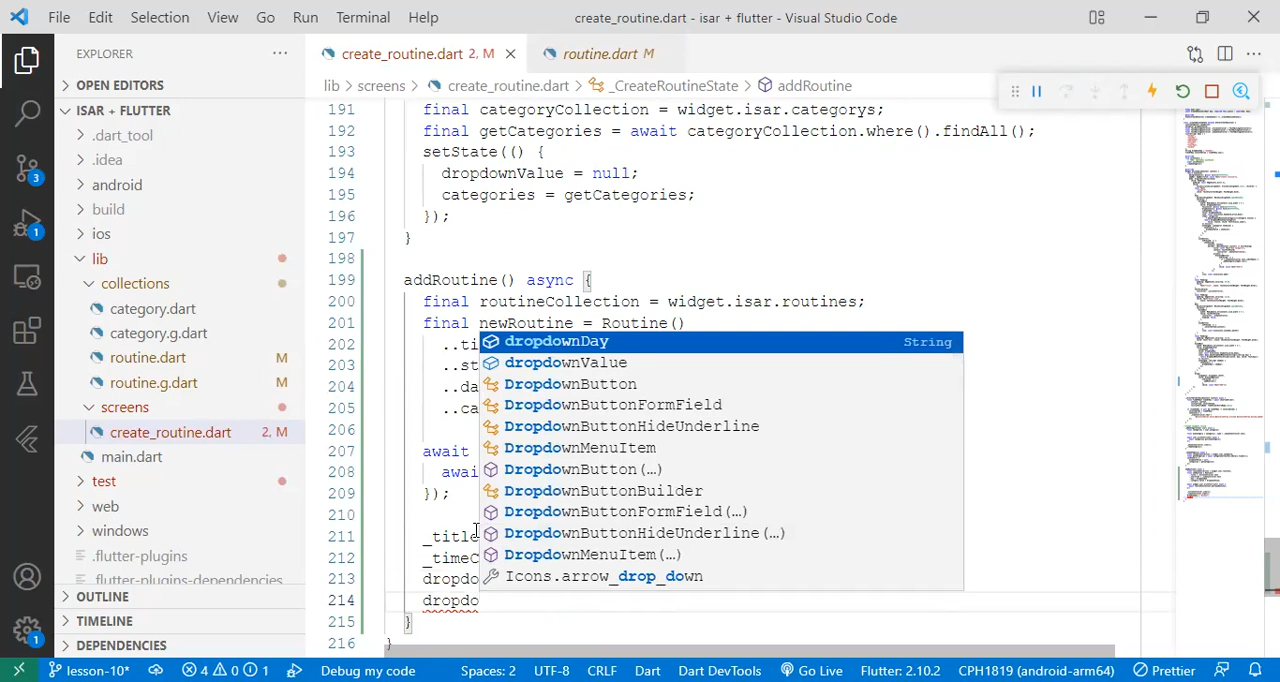 File Edit Selection View Go Run Terminal Help create_routine.dart - isar + flutter - Visual Studio Code
EXPLORER
create_routine.dart 2, M
routine.dart M
OPEN EDITORS
lib > screens > create_routine.dart > _CreateRoutineState > addRoutine
ISAR + FLUTTER
.dart_tool
.idea
android
build
ios
lib
collections
category.dart
category.g.dart
routine.dart M
routine.g.dart M
screens
create_routine.dart 2, M
main.dart
test
web
windows
.flutter-plugins
.flutter-plugins-dependencies
OUTLINE
TIMELINE
DEPENDENCIES
3
1
1
191 final categoryCollection = widget.isar.categorys;
192 final getCategories = await categoryCollection.where().findAll();
193 setState(() {
194 dropdownValue = null;
195 categories = getCategories;
196 });
197 }
198
199 addRoutine() async {
200 final routineCollection = widget.isar.routines;
201 final newRoutine = Routine()
202 ..ti
203 ..st
204 ..da
205 ..ca
207 await
208 awai
209 });
210
211 _title
212 _timeC
213 dropdo
214 dropdo
215 }
216 }
dropdownDay String
dropdownValue
DropdownButton
DropdownButtonFormField
DropdownButtonHideUnderline
DropdownMenuItem
DropdownButton(…)
DropdownButtonBuilder
DropdownButtonFormField(…)
DropdownButtonHideUnderline(…)
DropdownMenuItem(…)
Icons.arrow_drop_down
lesson-10* 4 0 1 Debug my code Spaces: 2 UTF-8 CRLF Dart Dart DevTools Go Live Flutter: 2.10.2 CPH1819 (android-arm64) Prettier